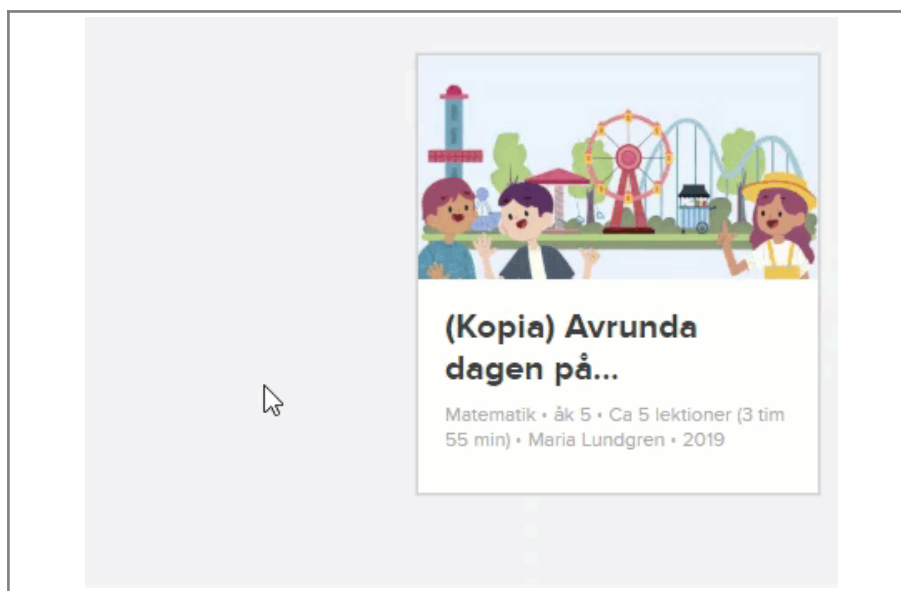 (Kopia) Avrunda
dagen på...
Matematik • åk 5 • Ca 5 lektioner (3 tim
55 min) • Maria Lundgren • 2019